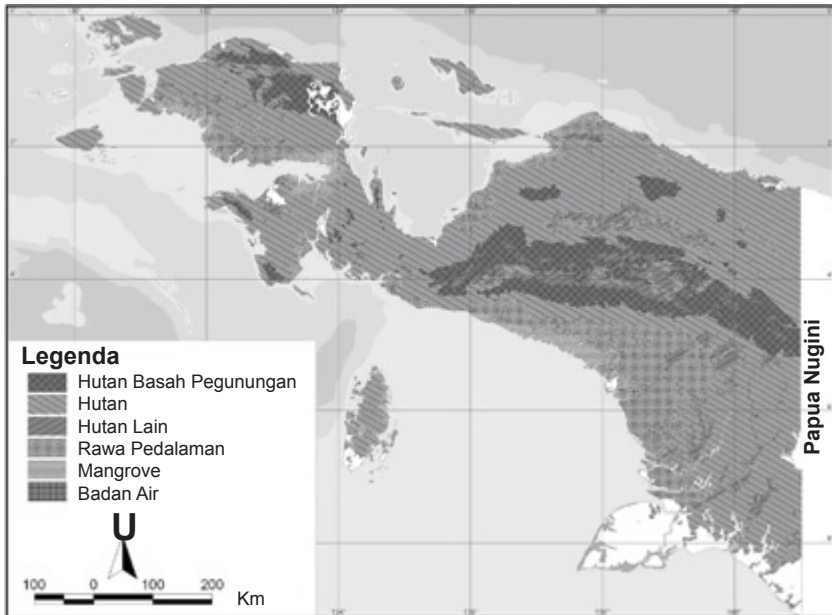 Legenda
Hutan Basah Pegunungan
Hutan
Hutan Lain
Rawa Pedalaman
Mangrove
Badan Air
U
100 0 100 200
Km
Papua Nugini